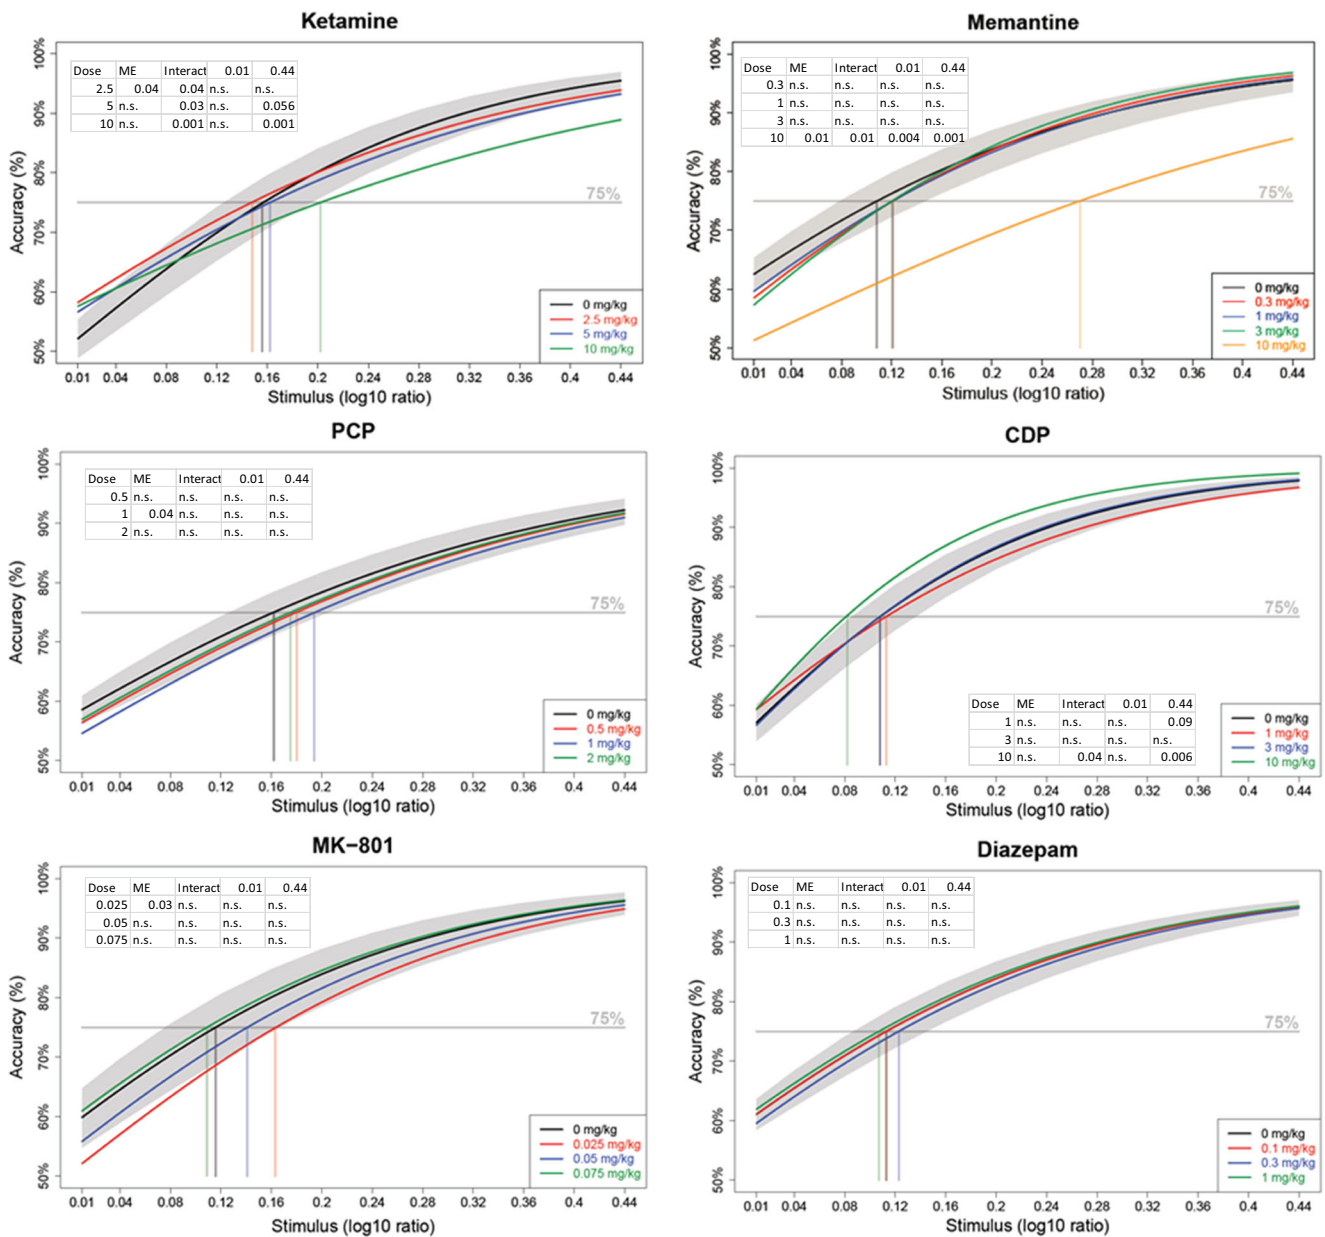 Ketamine
Dose ME Interact 0.01 0.44
2.5 0.04 0.04 n.s. n.s.
5 n.s. 0.03 n.s. 0.056
10 n.s. 0.001 n.s. 0.001
100%
90%
80%
70%
60%
50%
Accuracy (%)
75%
0 mg/kg
2.5 mg/kg
5 mg/kg
10 mg/kg
0.01 0.04 0.08 0.12 0.16 0.2 0.24 0.28 0.32 0.36 0.4 0.44
Stimulus (log10 ratio)
Memantine
Dose ME Interact 0.01 0.44
0.3 n.s. n.s. n.s. n.s.
1 n.s. n.s. n.s. n.s.
3 n.s. n.s. n.s. n.s.
10 0.01 0.01 0.004 0.001
100%
90%
80%
70%
60%
50%
Accuracy (%)
75%
0 mg/kg
0.3 mg/kg
1 mg/kg
3 mg/kg
10 mg/kg
0.01 0.04 0.08 0.12 0.16 0.2 0.24 0.28 0.32 0.36 0.4 0.44
Stimulus (log10 ratio)
PCP
Dose ME Interact 0.01 0.44
0.5 n.s. n.s. n.s. n.s.
1 0.04 n.s. n.s. n.s.
2 n.s. n.s. n.s. n.s.
100%
90%
80%
70%
60%
50%
Accuracy (%)
75%
0 mg/kg
0.5 mg/kg
1 mg/kg
2 mg/kg
0.01 0.04 0.08 0.12 0.16 0.2 0.24 0.28 0.32 0.36 0.4 0.44
Stimulus (log10 ratio)
CDP
100%
90%
80%
70%
60%
50%
Accuracy (%)
75%
Dose ME Interact 0.01 0.44
1 n.s. n.s. n.s. 0.09
3 n.s. n.s. n.s. n.s.
10 n.s. 0.04 n.s. 0.006
0 mg/kg
1 mg/kg
3 mg/kg
10 mg/kg
0.01 0.04 0.08 0.12 0.16 0.2 0.24 0.28 0.32 0.36 0.4 0.44
Stimulus (log10 ratio)
MK−801
Dose ME Interact 0.01 0.44
0.025 0.03 n.s. n.s. n.s.
0.05 n.s. n.s. n.s. n.s.
0.075 n.s. n.s. n.s. n.s.
100%
90%
80%
70%
60%
50%
Accuracy (%)
75%
0 mg/kg
0.025 mg/kg
0.05 mg/kg
0.075 mg/kg
0.01 0.04 0.08 0.12 0.16 0.2 0.24 0.28 0.32 0.36 0.4 0.44
Stimulus (log10 ratio)
Diazepam
Dose ME Interact 0.01 0.44
0.1 n.s. n.s. n.s. n.s.
0.3 n.s. n.s. n.s. n.s.
1 n.s. n.s. n.s. n.s.
100%
90%
80%
70%
60%
50%
Accuracy (%)
75%
0 mg/kg
0.1 mg/kg
0.3 mg/kg
1 mg/kg
0.01 0.04 0.08 0.12 0.16 0.2 0.24 0.28 0.32 0.36 0.4 0.44
Stimulus (log10 ratio)